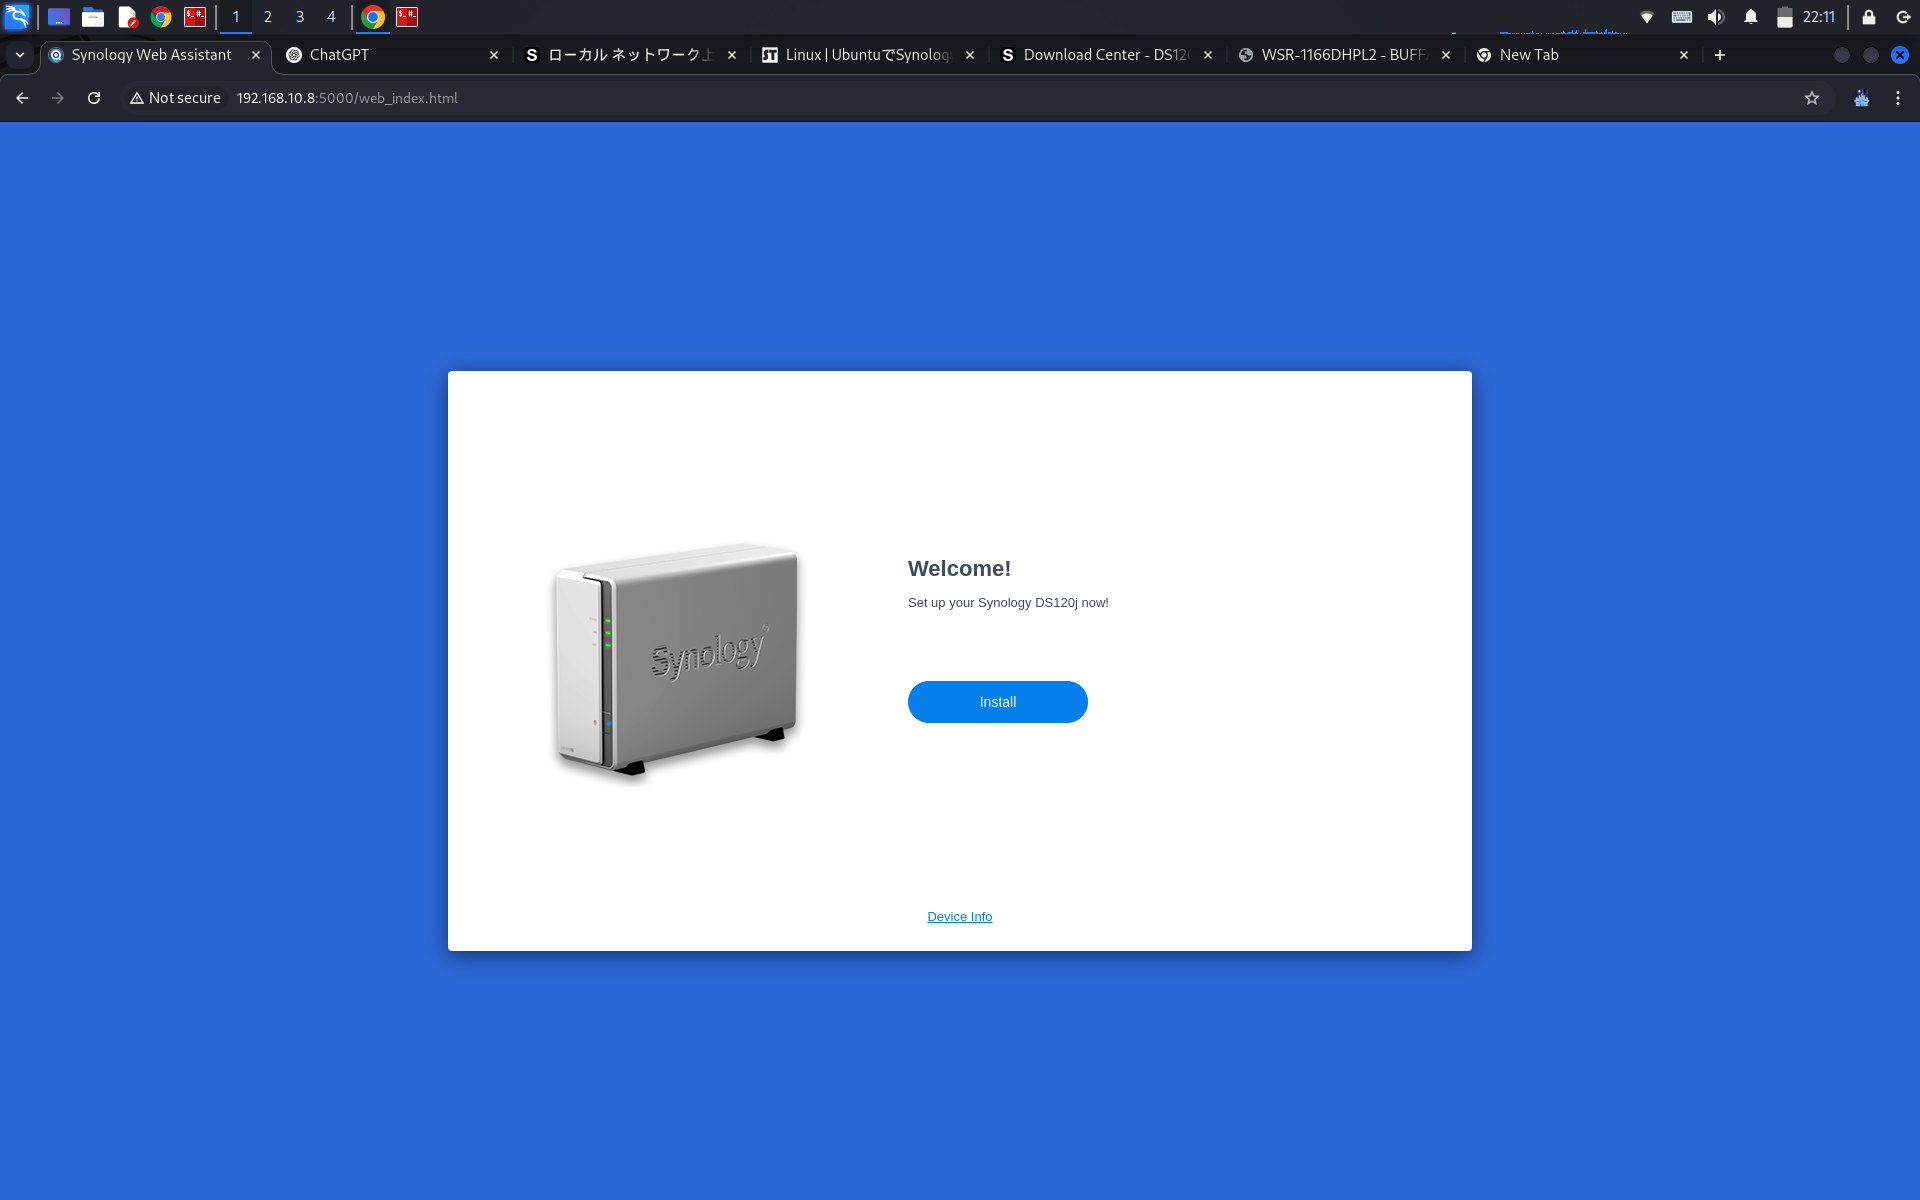 1 2 3 4 22:11
Synology Web Assistant ChatGPT ローカル ネットワーク上 Linux | UbuntuでSynology Download Center - DS120 WSR-1166DHPL2 - BUFF New Tab
Not secure 192.168.10.8:5000/web_index.html
Synology
Welcome!
Set up your Synology DS120j now!
Install
Device Info